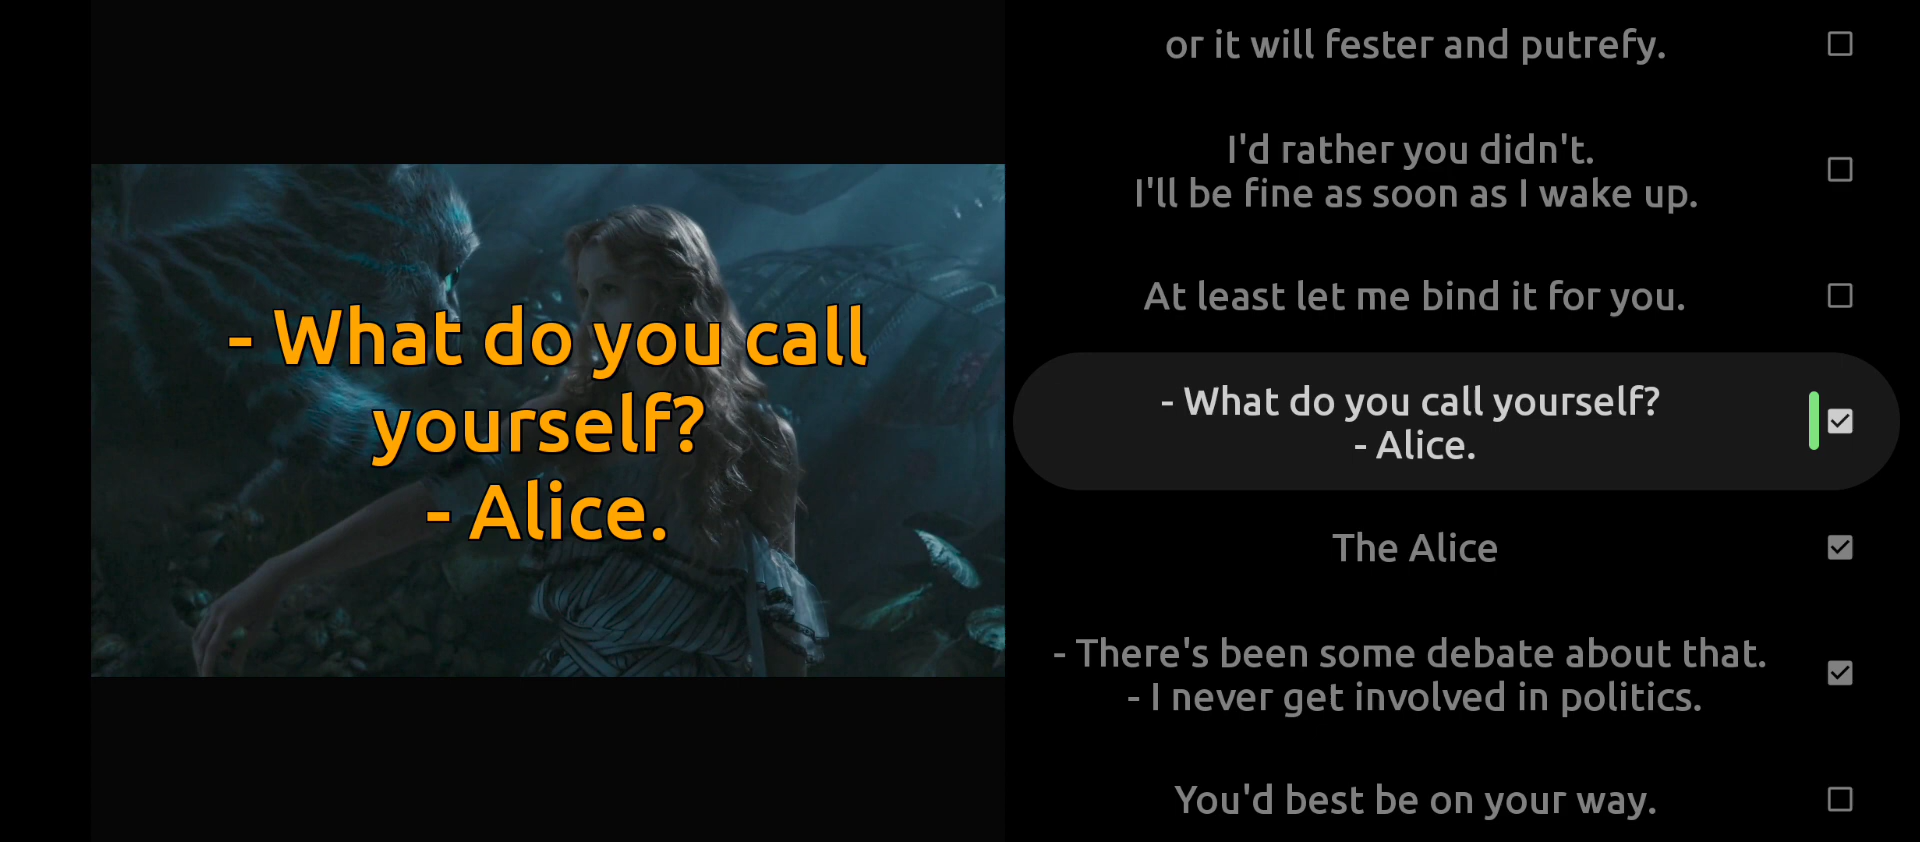 - What do you call
yourself?
- Alice.
or it will fester and putrefy.
I'd rather you didn't.
I'll be fine as soon as I wake up.
At least let me bind it for you.
- What do you call yourself?
- Alice.
The Alice
- There's been some debate about that.
- I never get involved in politics.
You'd best be on your way.